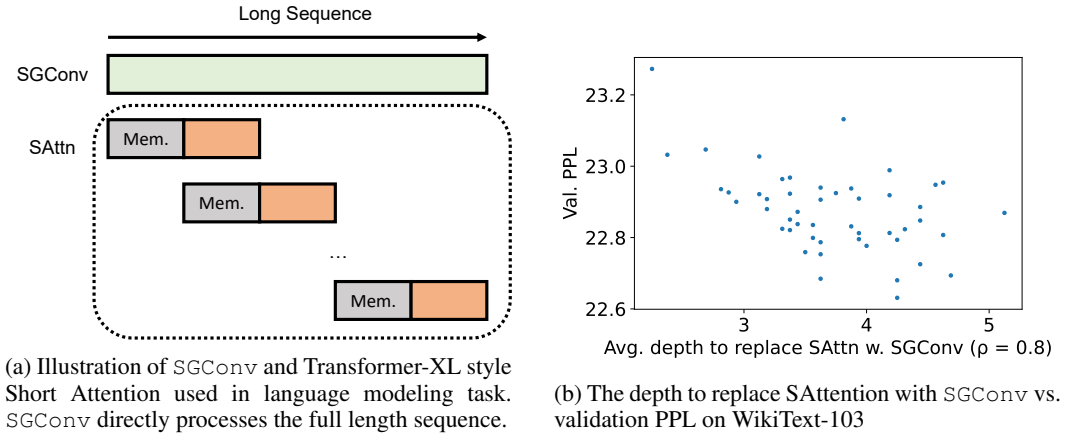 Long Sequence
SGConv
SAttn
Mem.
Mem.
...
Mem.
(a) Illustration of SGConv and Transformer-XL style
Short Attention used in language modeling task.
SGConv directly processes the full length sequence.
Val. PPL
23.2
23.0
22.8
22.6
3 4 5
Avg. depth to replace SAttn w. SGConv (ρ = 0.8)
(b) The depth to replace SAttention with SGConv vs.
validation PPL on WikiText-103